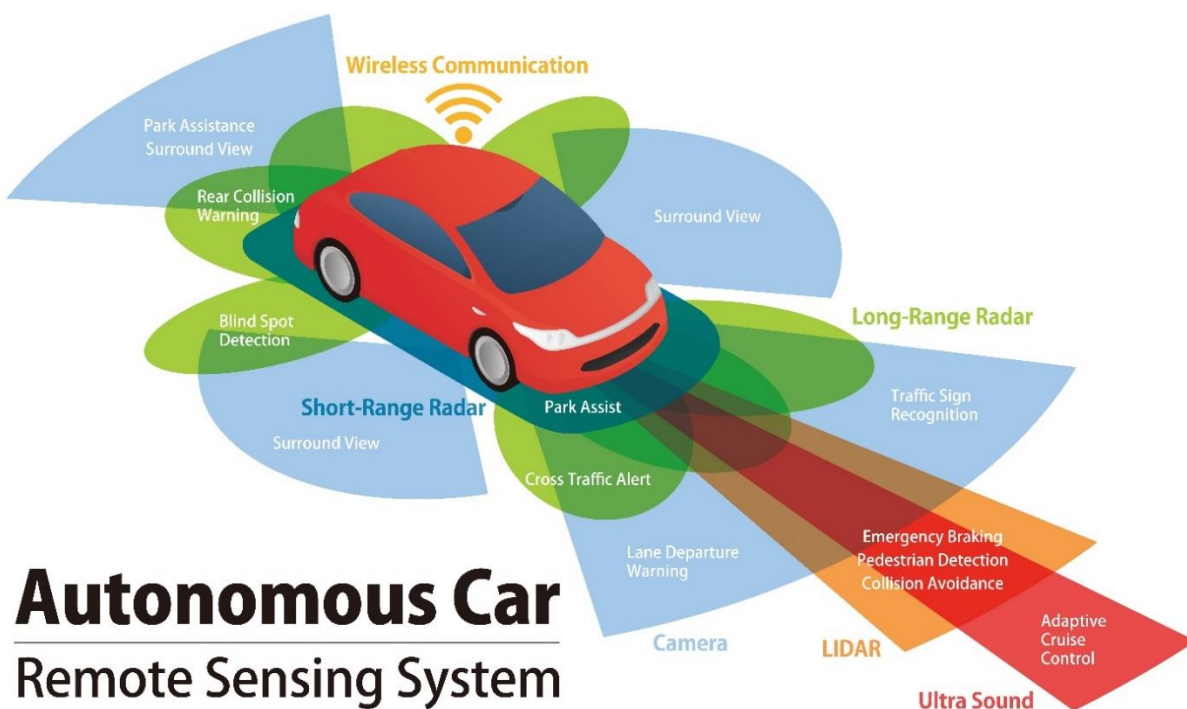 Wireless Communication
Park Assistance
Surround View
Rear Collision
Warning
Surround View
Blind Spot
Detection
Long-Range Radar
Short-Range Radar
Park Assist
Traffic Sign
Recognition
Surround View
Cross Traffic Alert
Lane Departure
Warning
Emergency Braking
Pedestrian Detection
Collision Avoidance
Autonomous Car
Remote Sensing System
Camera
LIDAR
Adaptive
Cruise
Control
Ultra Sound